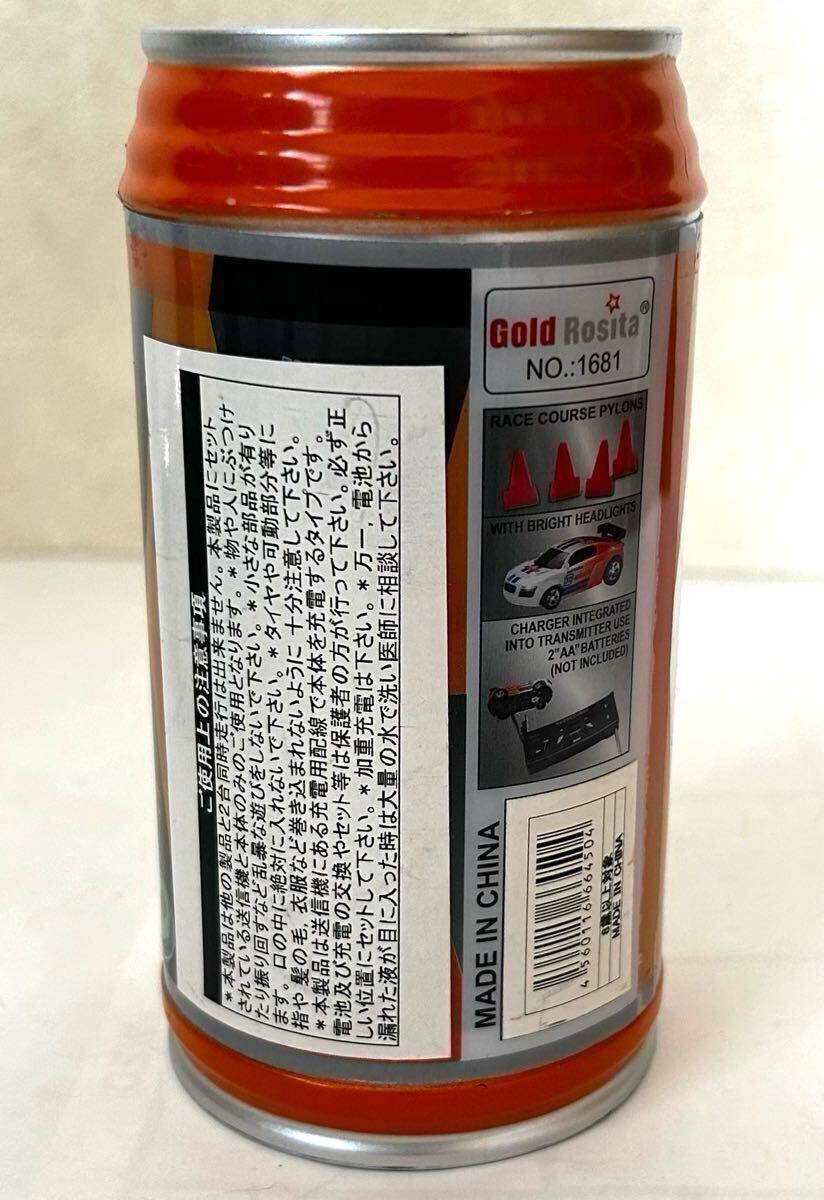 ご使用上の注意事項
*本製品は他の製品と2台同時走行は出来ません。本製品にセット
されている送信機と本体のみのご使用となります。*物や人にぶつけ
たり振り回すなど乱暴な遊びをしないで下さい。*小さな部品が有り
ます。口の中に絶対に入れないで下さい。*タイヤや可動部分等に
指や髪の毛，衣服など巻き込まれないように十分注意して下さい。
*本製品は送信機にある充電用配線で本体を充電するタイプです。
電池及び充電の交換やセット等は保護者の方が行って下さい。必ず正
しい位置にセットして下さい。*加重充電は下さい。*万一，電池から
漏れた液が目に入った時は大量の水で洗い医師に相談して下さい。
Gold Rosita®
NO.:1681
RACE COURSE PYLONS
WITH BRIGHT HEADLIGHTS
CHARGER INTEGRATED
INTO TRANSMITTER USE
2"AA"BATTERIES
(NOT INCLUDED)
MADE IN CHINA
4560116664504
8歳以上対象
MADE IN CHINA